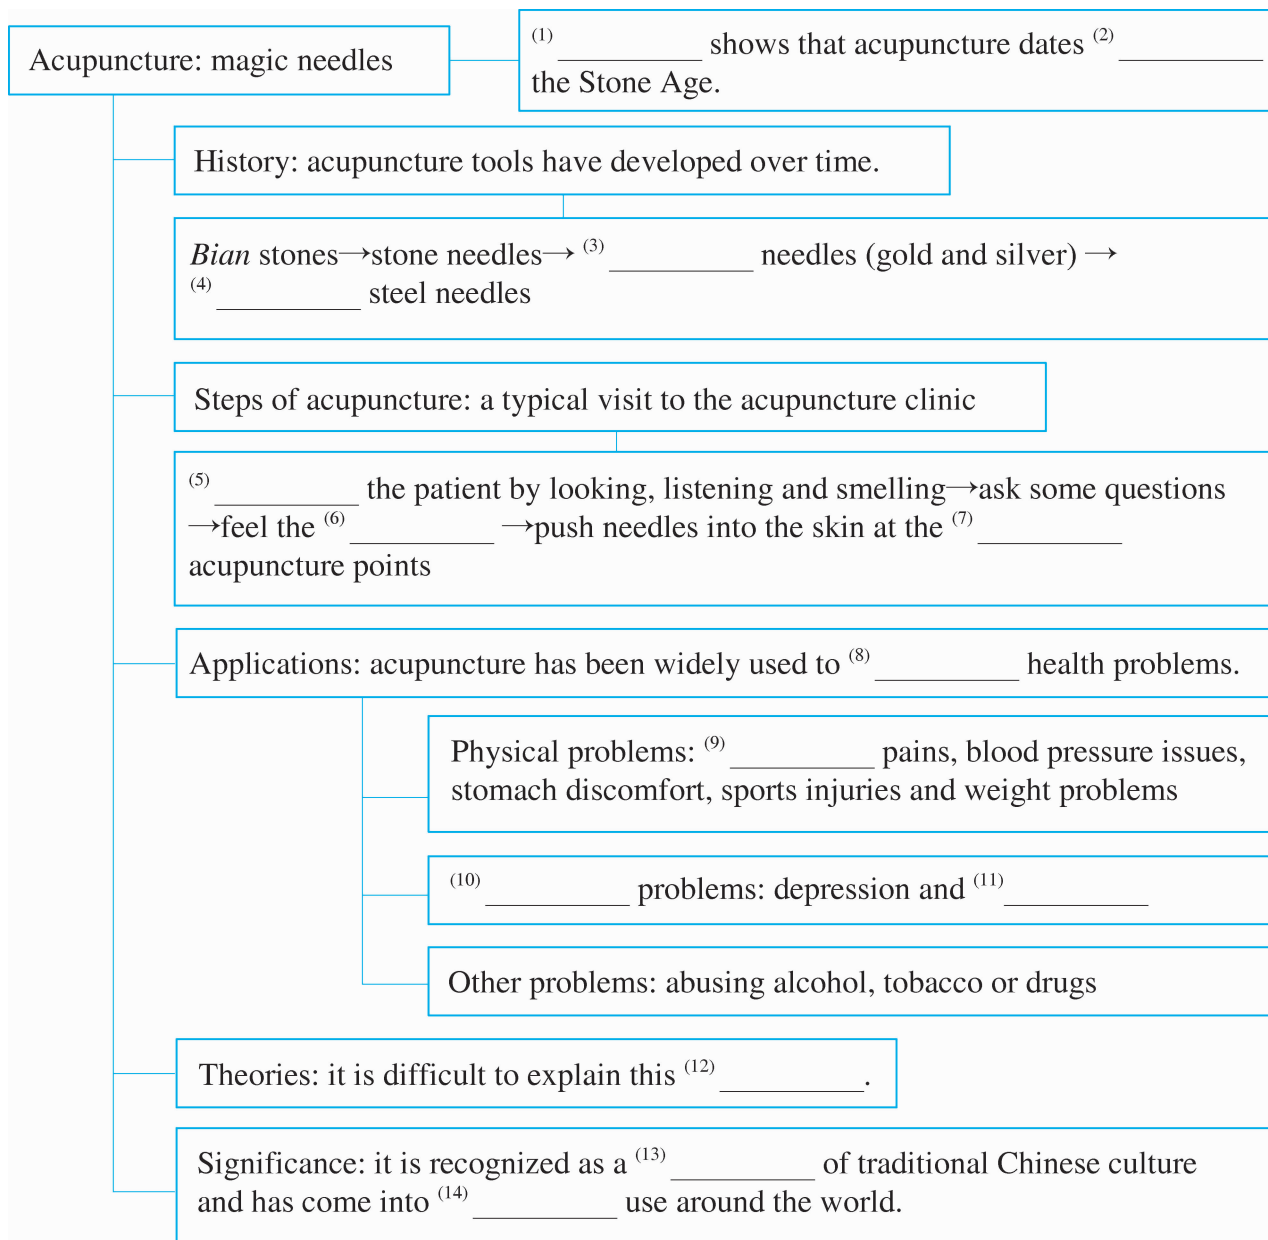 Acupuncture: magic needles
(1) _________ shows that acupuncture dates (2) _________
the Stone Age.
History: acupuncture tools have developed over time.
Bian stones→stone needles→ (3) _________ needles (gold and silver) →
(4) _________ steel needles
Steps of acupuncture: a typical visit to the acupuncture clinic
(5) _________ the patient by looking, listening and smelling→ask some questions
→feel the (6) _________ →push needles into the skin at the (7) _________
acupuncture points
Applications: acupuncture has been widely used to (8) _________ health problems.
Physical problems: (9) _________ pains, blood pressure issues,
stomach discomfort, sports injuries and weight problems
(10) _________ problems: depression and (11) _________
Other problems: abusing alcohol, tobacco or drugs
Theories: it is difficult to explain this (12) _________.
Significance: it is recognized as a (13) _________ of traditional Chinese culture
and has come into (14) _________ use around the world.